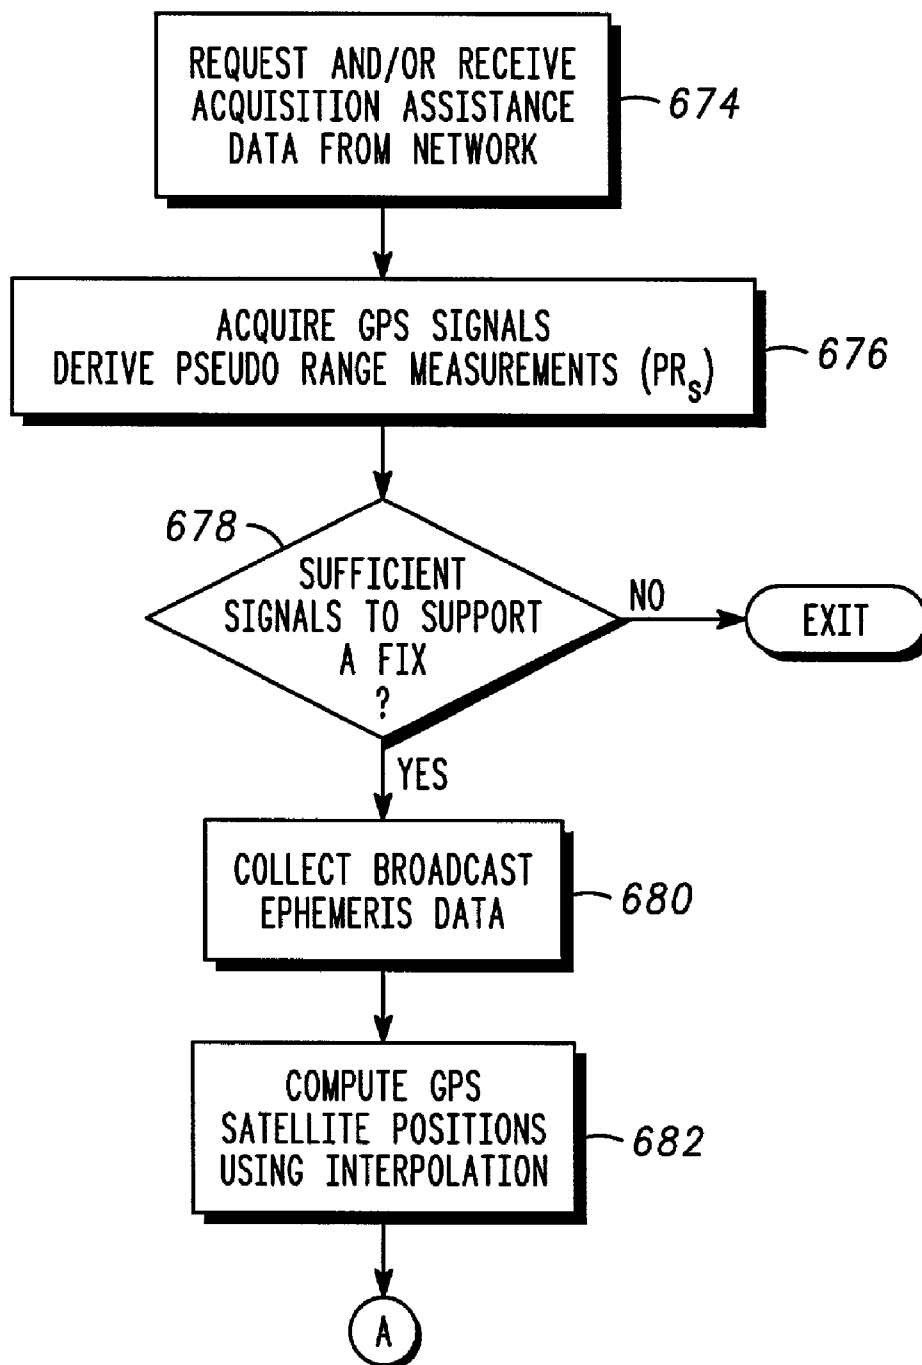 REQUEST AND/OR RECEIVE
ACQUISITION ASSISTANCE
DATA FROM NETWORK
674
ACQUIRE GPS SIGNALS
DERIVE PSEUDO RANGE MEASUREMENTS (PRs)
676
678
SUFFICIENT
SIGNALS TO SUPPORT
A FIX
?
NO
EXIT
YES
COLLECT BROADCAST
EPHEMERIS DATA
680
COMPUTE GPS
SATELLITE POSITIONS
USING INTERPOLATION
682
A